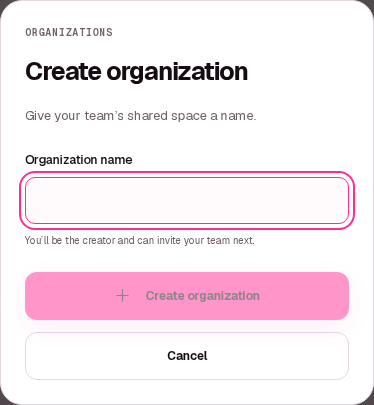 ORGANIZATIONS
Create organization
Give your team's shared space a name.
Organization name
You'll be the creator and can invite your team next.
Create organization
Cancel